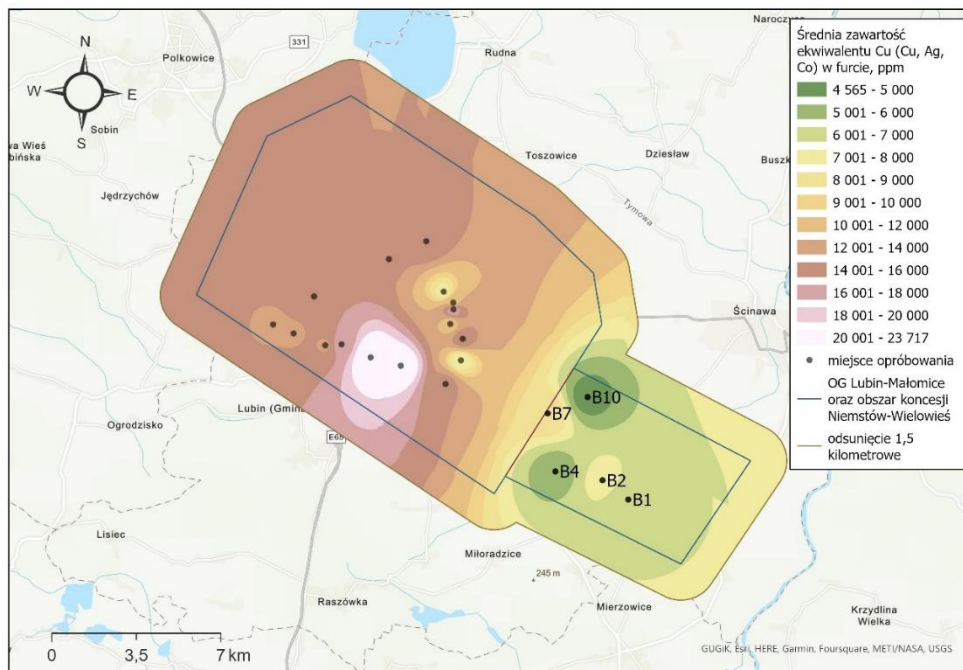 Naroczyca
331
Polkowice
Rudna
N
W
E
S
Sobin
wa Wieś
bińska
Jędrzychów
Toszowice
Dziesław
Tymowa
Ścinawa
Lubin (Gmina
E65
Ogrodzisko
B10
B7
B4
B2
B1
Lisiec
Miłoradzice
245 m
Raszówka
Mierzowice
Krzydlina
Wielka
0
3,5
7 km
GUGiK, Esri, HERE, Garmin, Foursquare, METI/NASA, USGS
Średnia zawartość
ekwiwalentu Cu (Cu, Ag,
Co) w furcie, ppm
4 565 - 5 000
5 001 - 6 000
6 001 - 7 000
7 001 - 8 000
8 001 - 9 000
9 001 - 10 000
10 001 - 12 000
12 001 - 14 000
14 001 - 16 000
16 001 - 18 000
18 001 - 20 000
20 001 - 23 717
miejsce opróbowania
OG Lubin-Małomice
oraz obszar koncesji
Niemstów-Wielowieś
odsunięcie 1,5
kilometrowe